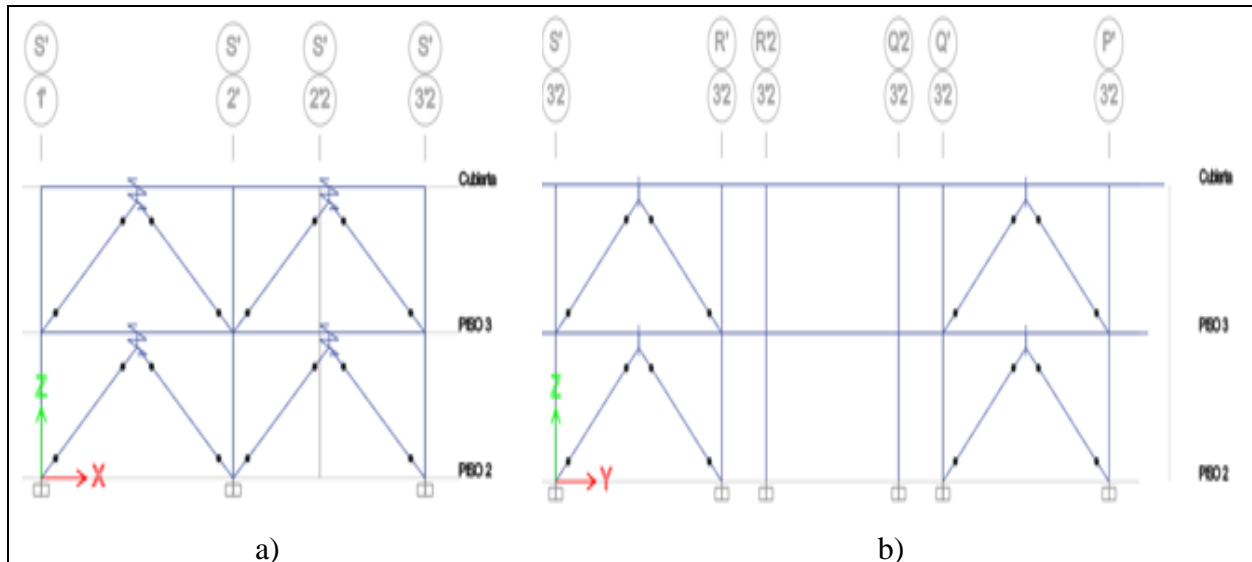 S' S' S' S' S' R' R'2 Q'2 Q' P'
1' 2' 2'2 3'2 3'2 3'2 3'2 3'2 3'2 3'2
Cubierta Cubierta
PISO 3 PISO 3
Z Z
PISO 2 PISO 2
X Y
a) b)